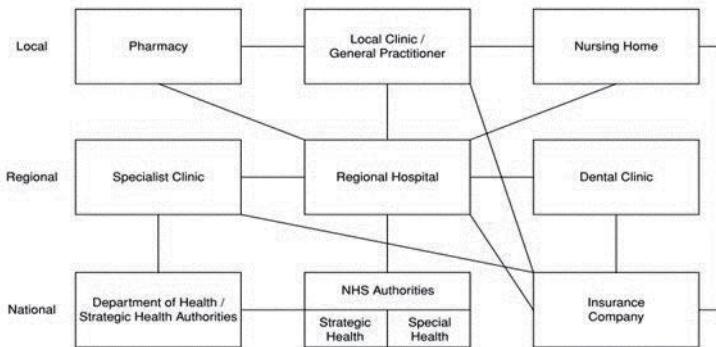 Local
Pharmacy
Local Clinic /
General Practitioner
Nursing Home
Regional
Specialist Clinic
Regional Hospital
Dental Clinic
National
Department of Health /
Strategic Health Authorities
NHS Authorities
Strategic
Health
Special
Health
Insurance
Company